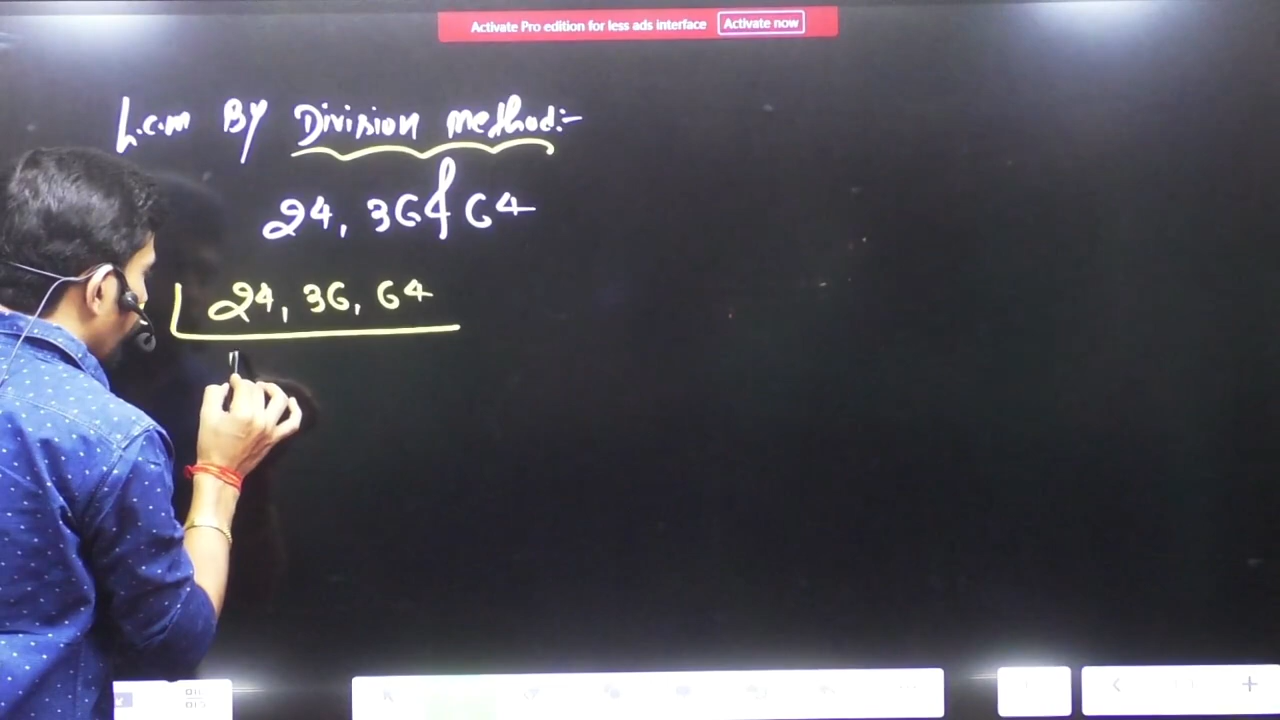 Activate Pro edition for less ads interface Activate now
L.c.m By Division method:-
24, 36 & 64
24, 36, 64